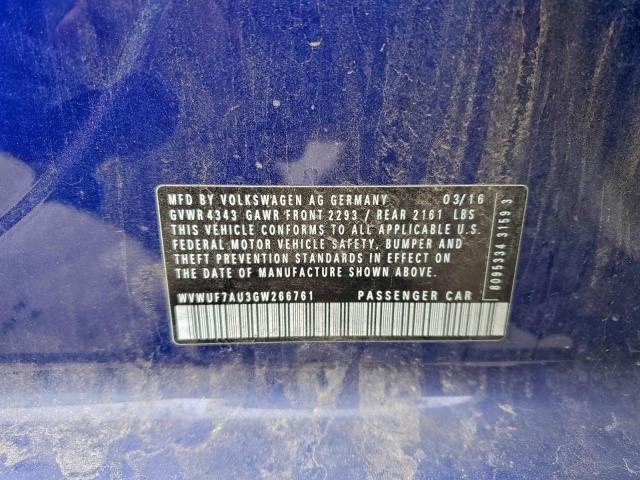 MFD BY VOLKSWAGEN AG GERMANY 03/16
GVWR 4343 GAWR FRONT 2293 / REAR 2161 LBS
THIS VEHICLE CONFORMS TO ALL APPLICABLE U.S.
FEDERAL MOTOR VEHICLE SAFETY, BUMPER AND
THEFT PREVENTION STANDARDS IN EFFECT ON
THE DATE OF MANUFACTURE SHOWN ABOVE.
WVWUF7AU3GW266761 PASSENGER CAR
8095334 3159 3